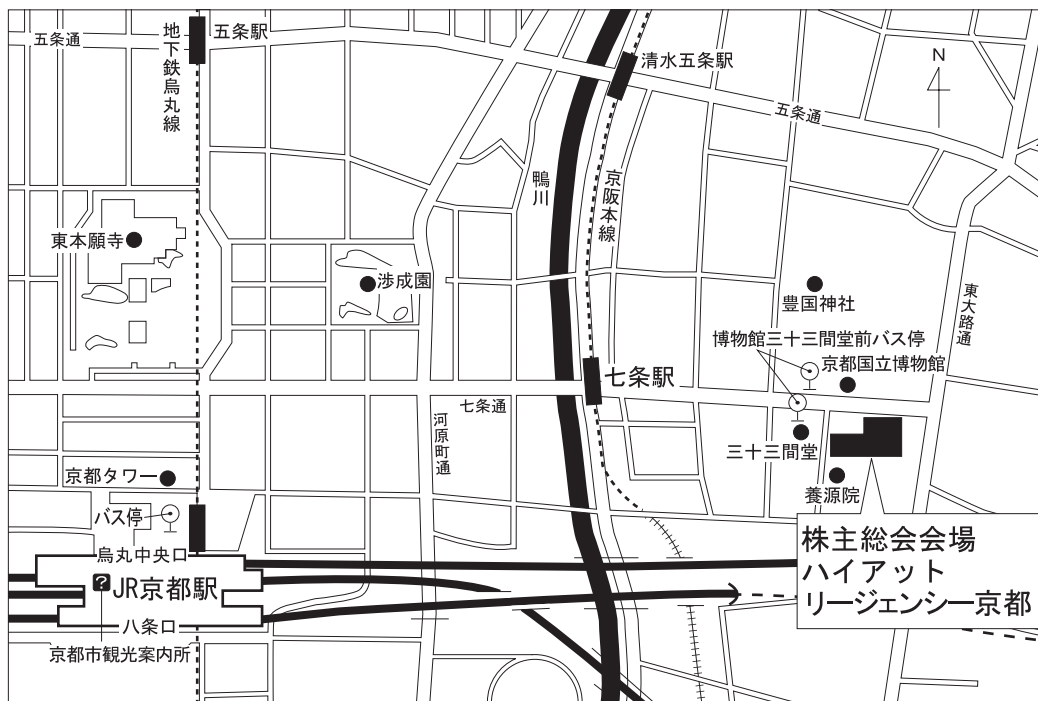 五条通
地下鉄烏丸線
五条駅
清水五条駅
N
五条通
鴨川
京阪本線
東本願寺
渉成園
豊国神社
東大路通
博物館三十三間堂前バス停
京都国立博物館
七条駅
七条通
河原町通
三十三間堂
養源院
京都タワー
バス停
烏丸中央口
?
JR京都駅
八条口
京都市観光案内所
株主総会会場
ハイアット
リージェンシー京都